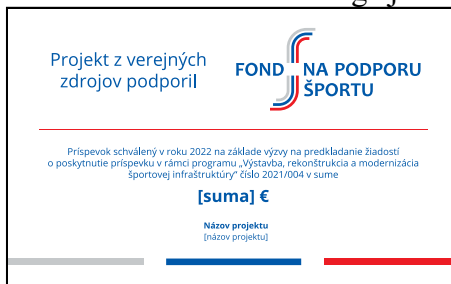 Projekt z verejných
zdrojov podporil
FOND NA PODPORU
ŠPORTU
Príspevok schválený v roku 2022 na základe výzvy na predkladanie žiadostí
o poskytnutie príspevku v rámci programu „Výstavba, rekonštrukcia a modernizácia
športovej infraštruktúry“ číslo 2021/004 v sume
[suma] €
Názov projektu
[názov projektu]